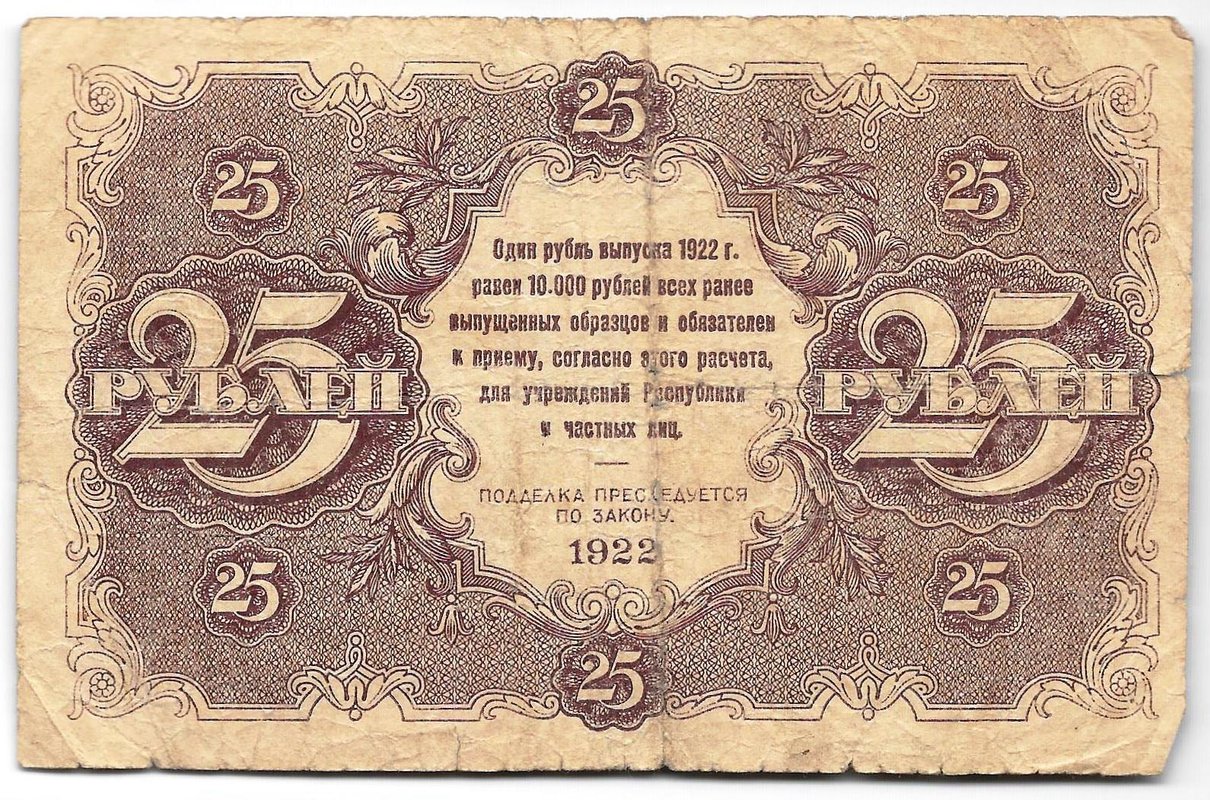 25
25
25
Один рубль выпуска 1922 г.
равен 10.000 рублей всех ранее
выпущенных образцов и обязателен
к приему, согласно этого расчета,
для учреждений Республики
и частных лиц.
25
РУБЛЕЙ
25
РУБЛЕЙ
ПОДДЕЛКА ПРЕСЛЕДУЕТСЯ
ПО ЗАКОНУ.
1922
25
25
25